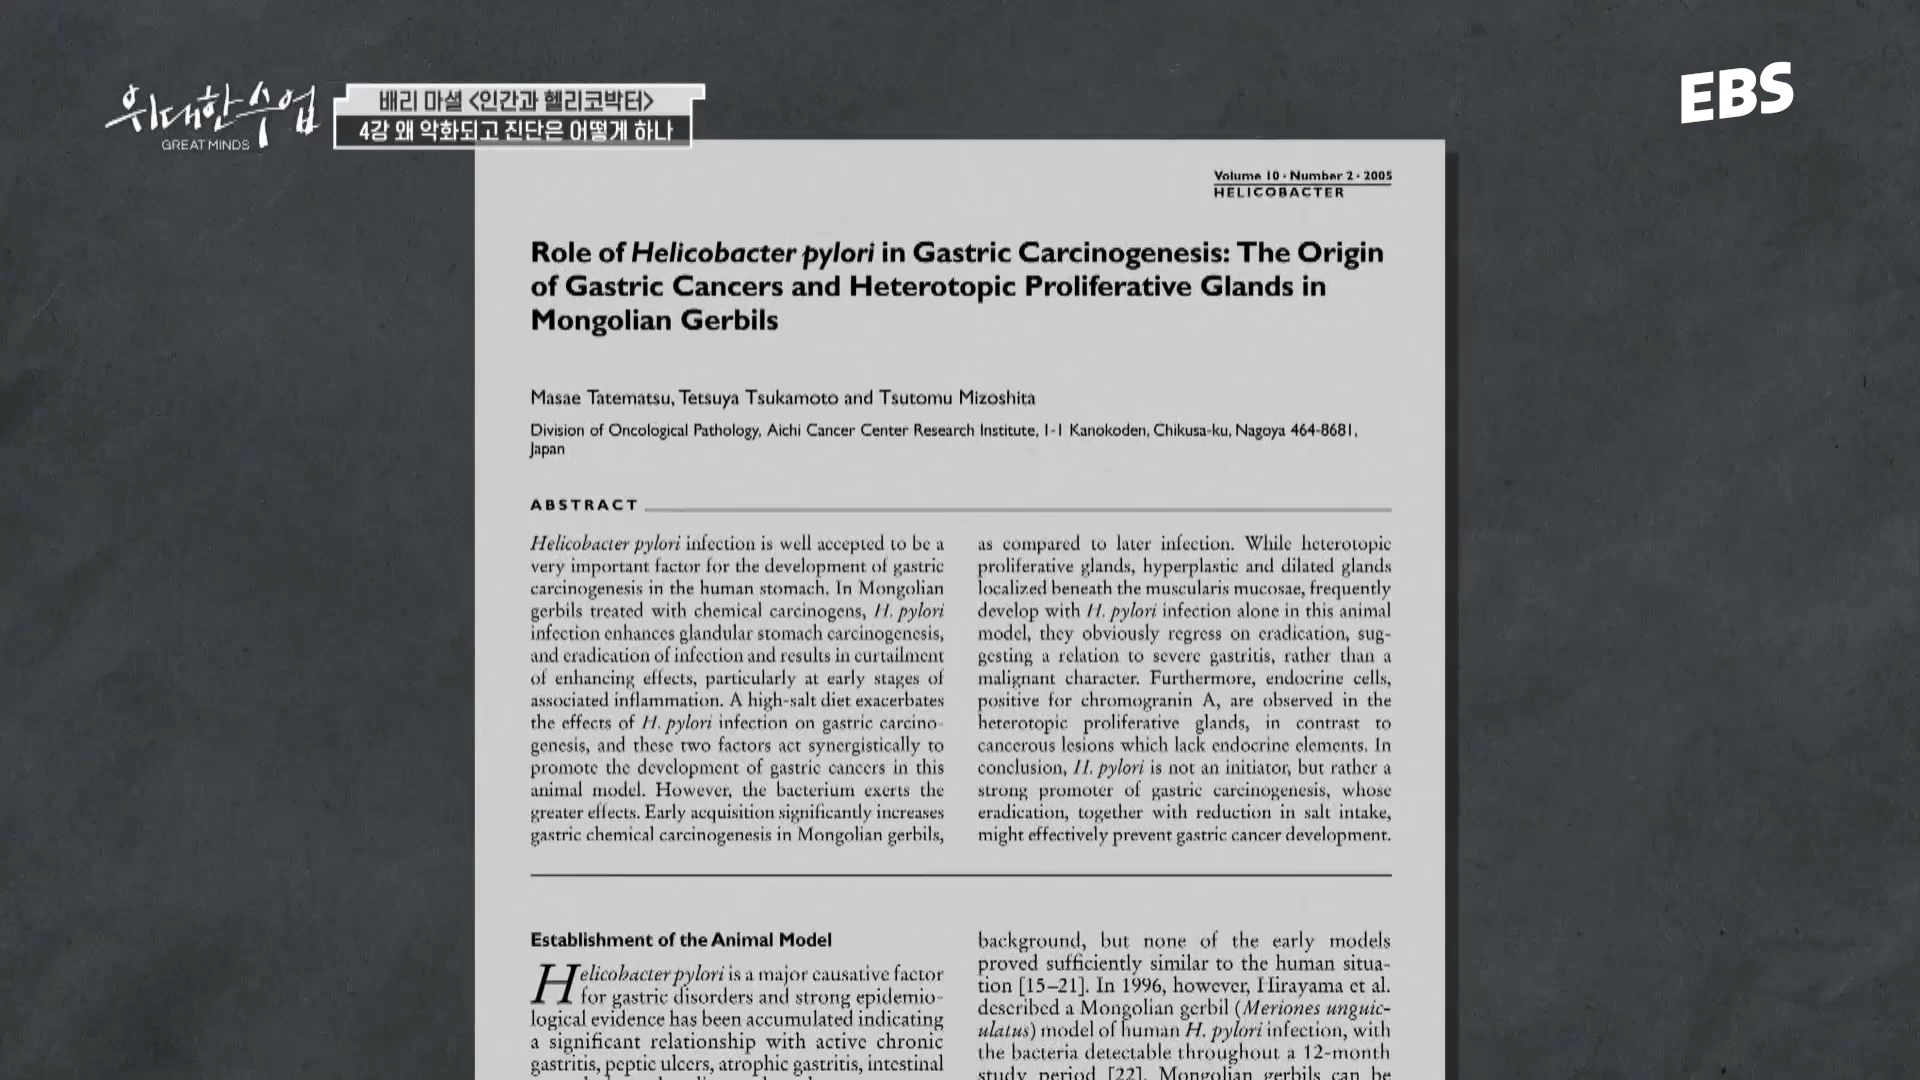 위대한 수업
GREAT MINDS
배리 마셜 <인간과 헬리코박터>
4강 왜 악화되고 진단은 어떻게 하나
EBS
Volume 10 · Number 2 · 2005
HELICOBACTER
Role of Helicobacter pylori in Gastric Carcinogenesis: The Origin
of Gastric Cancers and Heterotopic Proliferative Glands in
Mongolian Gerbils
Masae Tatematsu, Tetsuya Tsukamoto and Tsutomu Mizoshita
Division of Oncological Pathology, Aichi Cancer Center Research Institute, 1-1 Kanokoden, Chikusa-ku, Nagoya 464-8681,
Japan
ABSTRACT
Helicobacter pylori infection is well accepted to be a
very important factor for the development of gastric
carcinogenesis in the human stomach. In Mongolian
gerbils treated with chemical carcinogens, H. pylori
infection enhances glandular stomach carcinogenesis,
and eradication of infection and results in curtailment
of enhancing effects, particularly at early stages of
associated inflammation. A high-salt diet exacerbates
the effects of H. pylori infection on gastric carcino-
genesis, and these two factors act synergistically to
promote the development of gastric cancers in this
animal model. However, the bacterium exerts the
greater effects. Early acquisition significantly increases
gastric chemical carcinogenesis in Mongolian gerbils,
as compared to later infection. While heterotopic
proliferative glands, hyperplastic and dilated glands
localized beneath the muscularis mucosae, frequently
develop with H. pylori infection alone in this animal
model, they obviously regress on eradication, sug-
gesting a relation to severe gastritis, rather than a
malignant character. Furthermore, endocrine cells,
positive for chromogranin A, are observed in the
heterotopic proliferative glands, in contrast to
cancerous lesions which lack endocrine elements. In
conclusion, H. pylori is not an initiator, but rather a
strong promoter of gastric carcinogenesis, whose
eradication, together with reduction in salt intake,
might effectively prevent gastric cancer development.
Establishment of the Animal Model
Helicobacter pylori is a major causative factor
for gastric disorders and strong epidemio-
logical evidence has been accumulated indicating
a significant relationship with active chronic
gastritis, peptic ulcers, atrophic gastritis, intestinal
background, but none of the early models
proved sufficiently similar to the human situa-
tion [15–21]. In 1996, however, Hirayama et al.
described a Mongolian gerbil (Meriones unguic-
ulatus) model of human H. pylori infection, with
the bacteria detectable throughout a 12-month
study period [22]. Mongolian gerbils can be